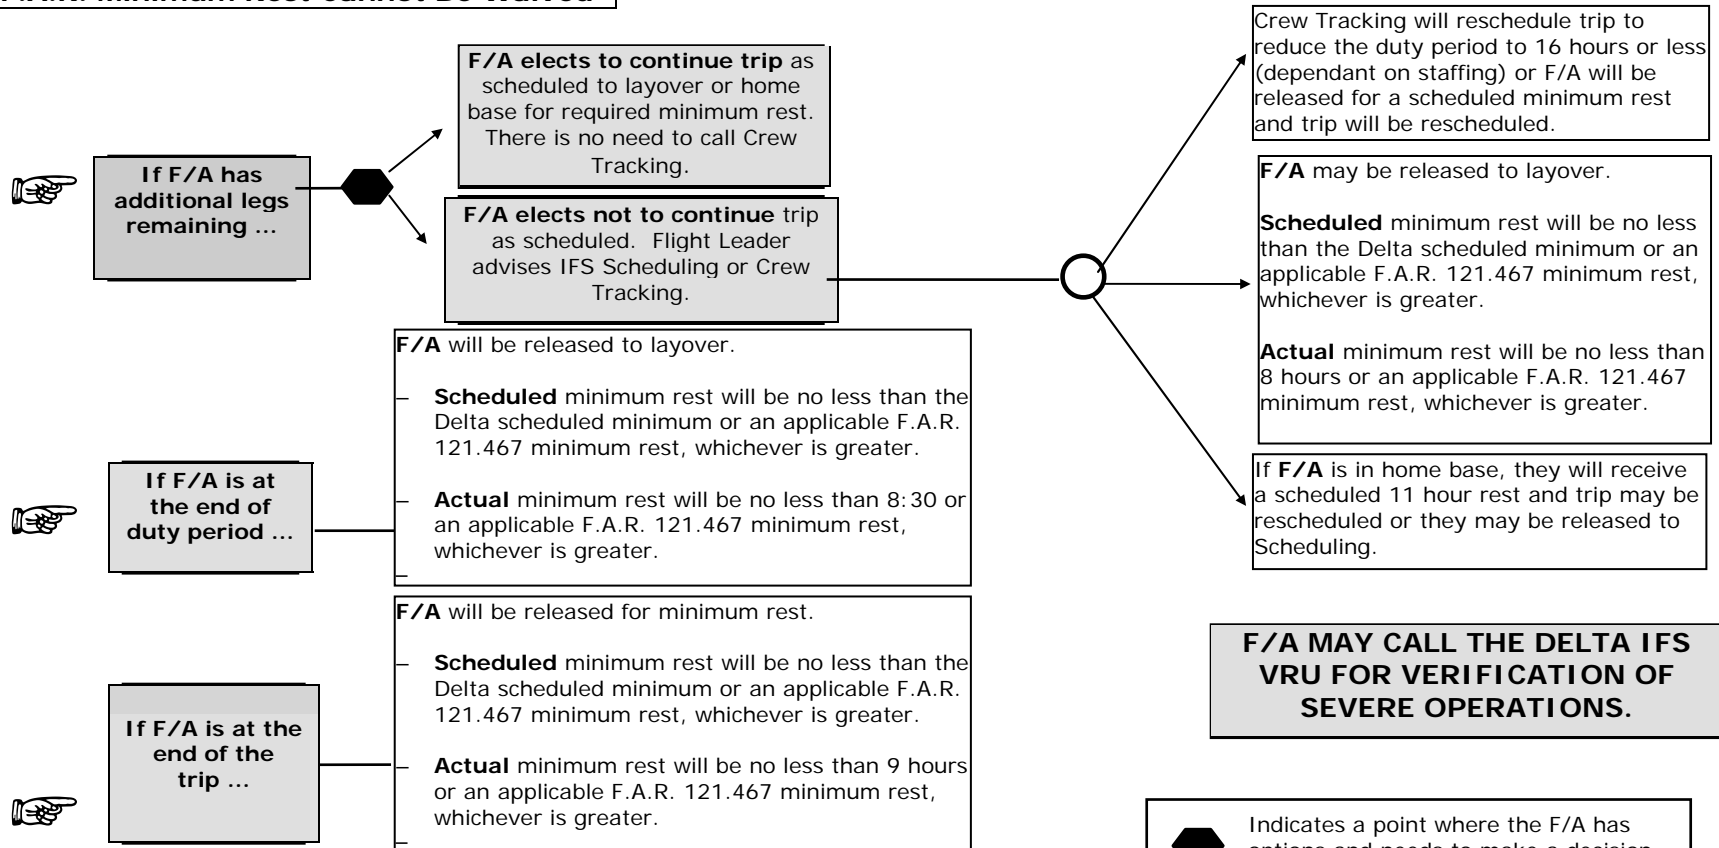 F.A.R. Minimum Rest Cannot Be Waived
F/A elects to continue trip as
scheduled to layover or home
base for required minimum rest.
There is no need to call Crew
Tracking.
If F/A has
additional legs
remaining ...
F/A elects not to continue trip
as scheduled. Flight Leader
advises IFS Scheduling or Crew
Tracking.
Crew Tracking will reschedule trip to
reduce the duty period to 16 hours or less
(dependant on staffing) or F/A will be
released for a scheduled minimum rest
and trip will be rescheduled.
F/A may be released to layover.
Scheduled minimum rest will be no less
than the Delta scheduled minimum or an
applicable F.A.R. 121.467 minimum rest,
whichever is greater.
Actual minimum rest will be no less than
8 hours or an applicable F.A.R. 121.467
minimum rest, whichever is greater.
If F/A is in home base, they will receive
a scheduled 11 hour rest and trip may be
rescheduled or they may be released to
Scheduling.
If F/A is at
the end of
duty period ...
F/A will be released to layover.
– Scheduled minimum rest will be no less than the
Delta scheduled minimum or an applicable F.A.R.
121.467 minimum rest, whichever is greater.
– Actual minimum rest will be no less than 8:30 or
an applicable F.A.R. 121.467 minimum rest,
whichever is greater.
–
If F/A is at the
end of the
trip ...
F/A will be released for minimum rest.
– Scheduled minimum rest will be no less than the
Delta scheduled minimum or an applicable F.A.R.
121.467 minimum rest, whichever is greater.
– Actual minimum rest will be no less than 9 hours
or an applicable F.A.R. 121.467 minimum rest,
whichever is greater.
–
F/A MAY CALL THE DELTA IFS
VRU FOR VERIFICATION OF
SEVERE OPERATIONS.
Indicates a point where the F/A has
options and needs to make a decision